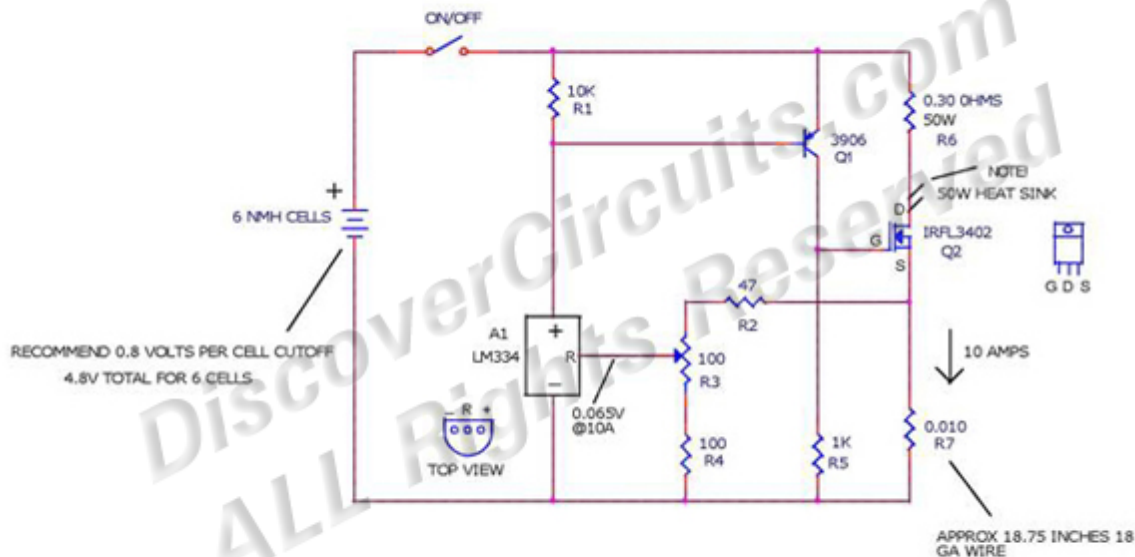 ON/OFF
10K
R1
3906
Q1
0.30 OHMS
50W
R6
NOTE!
50W HEAT SINK
+
6 NMH CELLS
D
G
S
IRFL3402
Q2
G D S
47
R2
RECOMMEND 0.8 VOLTS PER CELL CUTOFF
4.8V TOTAL FOR 6 CELLS
A1
LM334
+
R
−
100
R3
10 AMPS
0.065V
@10A
− R +
TOP VIEW
100
R4
1K
R5
0.010
R7
APPROX 18.75 INCHES 18
GA WIRE
DiscoverCircuits.com
ALL Rights Reserved